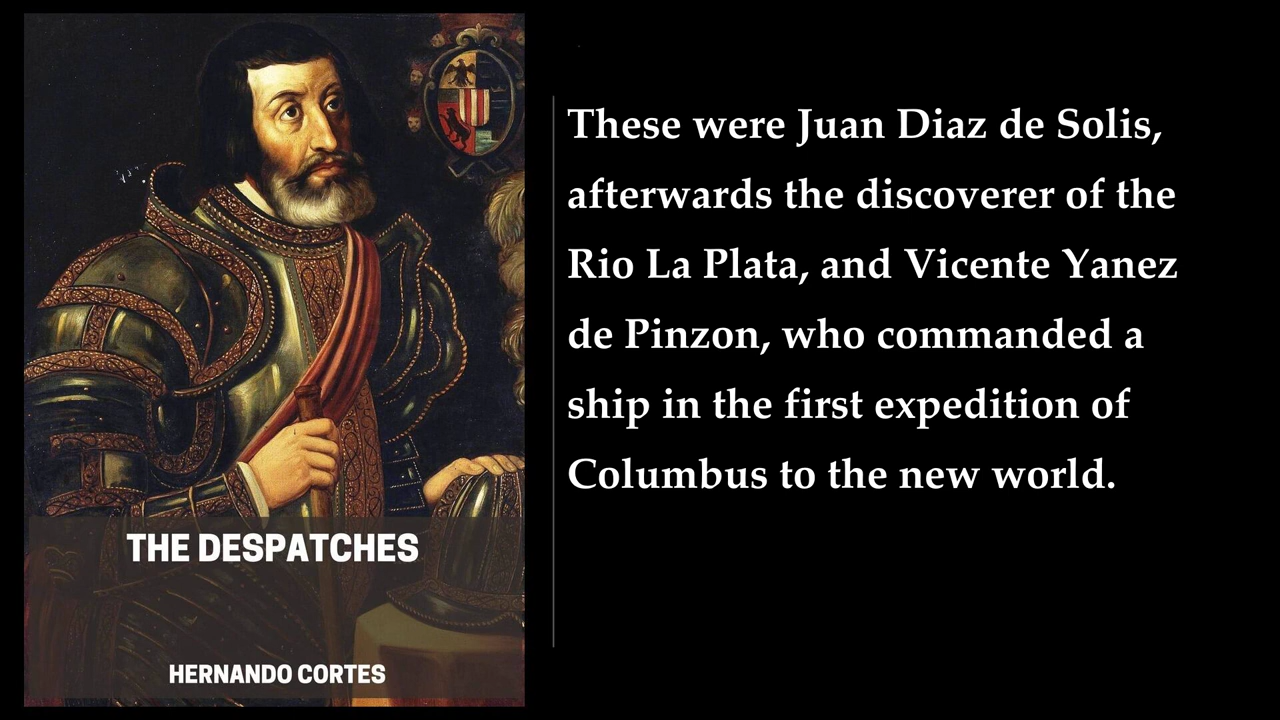 THE DESPATCHES
HERNANDO CORTES
These were Juan Diaz de Solis,
afterwards the discoverer of the
Rio La Plata, and Vicente Yanez
de Pinzon, who commanded a
ship in the first expedition of
Columbus to the new world.